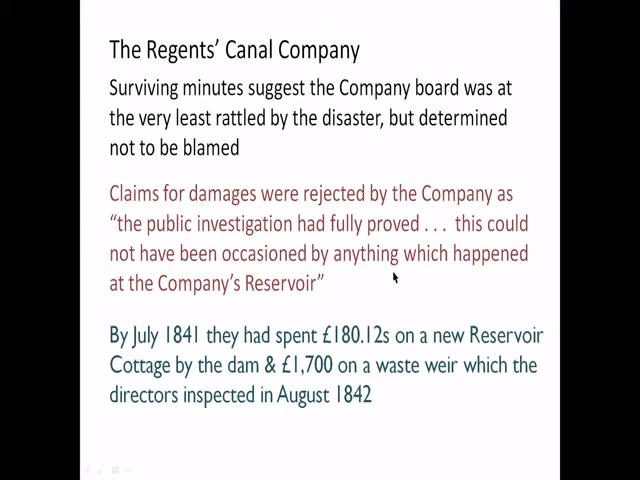 The Regents’ Canal Company
Surviving minutes suggest the Company board was at
the very least rattled by the disaster, but determined
not to be blamed
Claims for damages were rejected by the Company as
“the public investigation had fully proved . . .  this could
not have been occasioned by anything which happened
at the Company’s Reservoir”
By July 1841 they had spent £180.12s on a new Reservoir
Cottage by the dam & £1,700 on a waste weir which the
directors inspected in August 1842